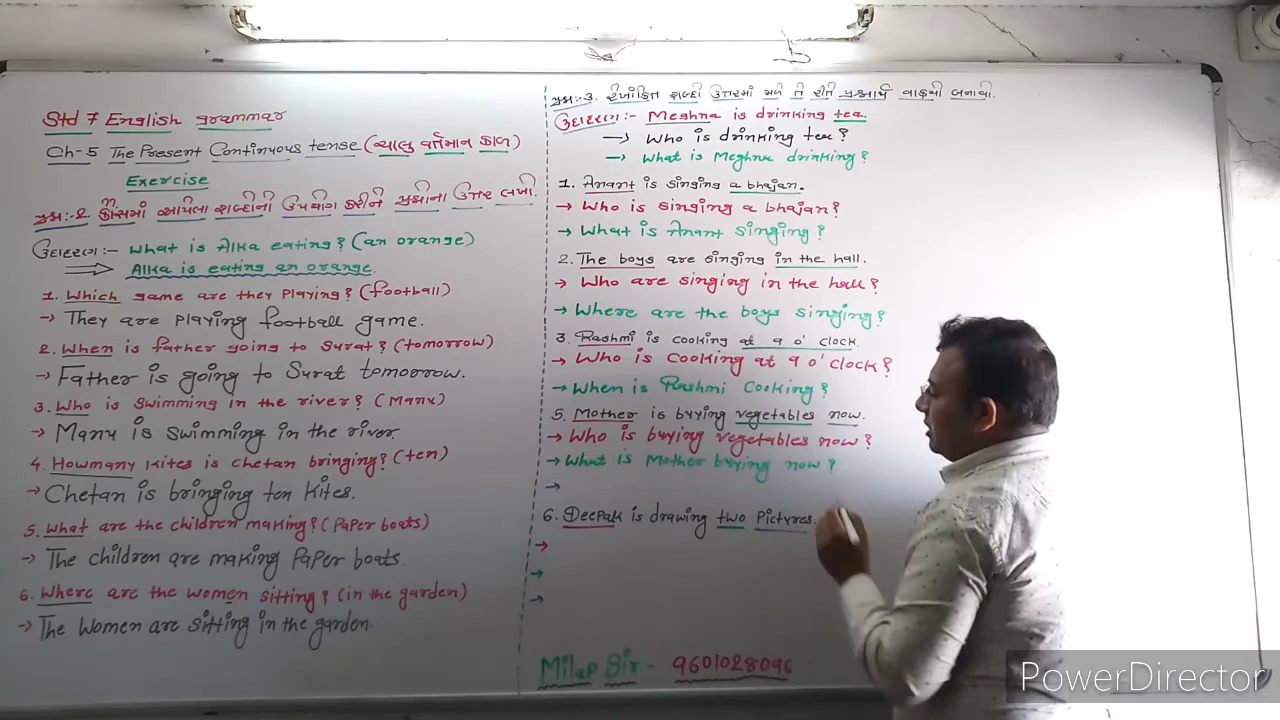 Std 7 English grammar
Ch-5 The Present Continuous tense (ચાલુ વર્તમાન કાળ)
Exercise
પ્રશ્ન:-2. કૌંસમાં આપેલા શબ્દોની ઉપયોગ કરીને પ્રશ્નોના ઉત્તર લખો.
ઉદાહરણ:- What is Alka eating? (an orange)
Alka is eating an orange.
1. Which game are they Playing? (football)
→ They are playing football game.
2. When is father going to Surat? (tomorrow)
→ Father is going to Surat tomorrow.
3. Who is swimming in the river? (Manu)
→ Manu is swimming in the river.
4. Howmany kites is chetan bringing? (ten)
→ Chetan is bringing ten kites.
5. What are the children making? (Paper boats)
→ The children are making Paper boats.
6. Where are the women sitting? (in the garden)
→ The Women are sitting in the garden.
પ્રશ્ન:-3. રેખાંકિત શબ્દો ઉત્તરમાં મળે તે રીતે પ્રશ્નાર્થ વાક્યો બનાવો.
ઉદાહરણ:- Meghna is drinking tea.
→ Who is drinking tea?
→ What is Meghna drinking?
1. Anant is singing a bhajan.
→ Who is singing a bhajan?
→ What is Anant singing?
2. The boys are singing in the hall.
→ Who are singing in the hall?
→ Where are the boys singing?
3. Rashmi is cooking at 9 o' clock.
→ Who is cooking at 9 o' clock?
→ When is Rashmi cooking?
5. Mother is buying vegetables now.
→ Who is buying vegetables now?
→ What is Mother buying now?
→
6. Deepak is drawing two Pictures.
→
→
→
Milap Sir - 9601028096
PowerDirector